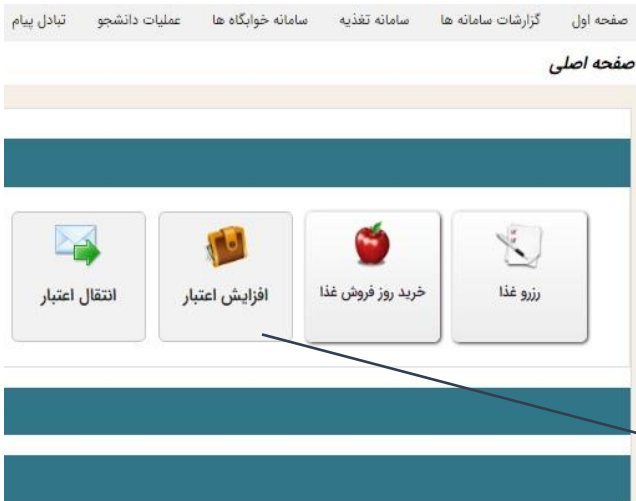 صفحه اول گزارشات سامانه ها سامانه تغذیه سامانه خوابگاه ها عملیات دانشجو تبادل پیام
صفحه اصلی
رزرو غذا خرید روز فروش غذا افزایش اعتبار انتقال اعتبار